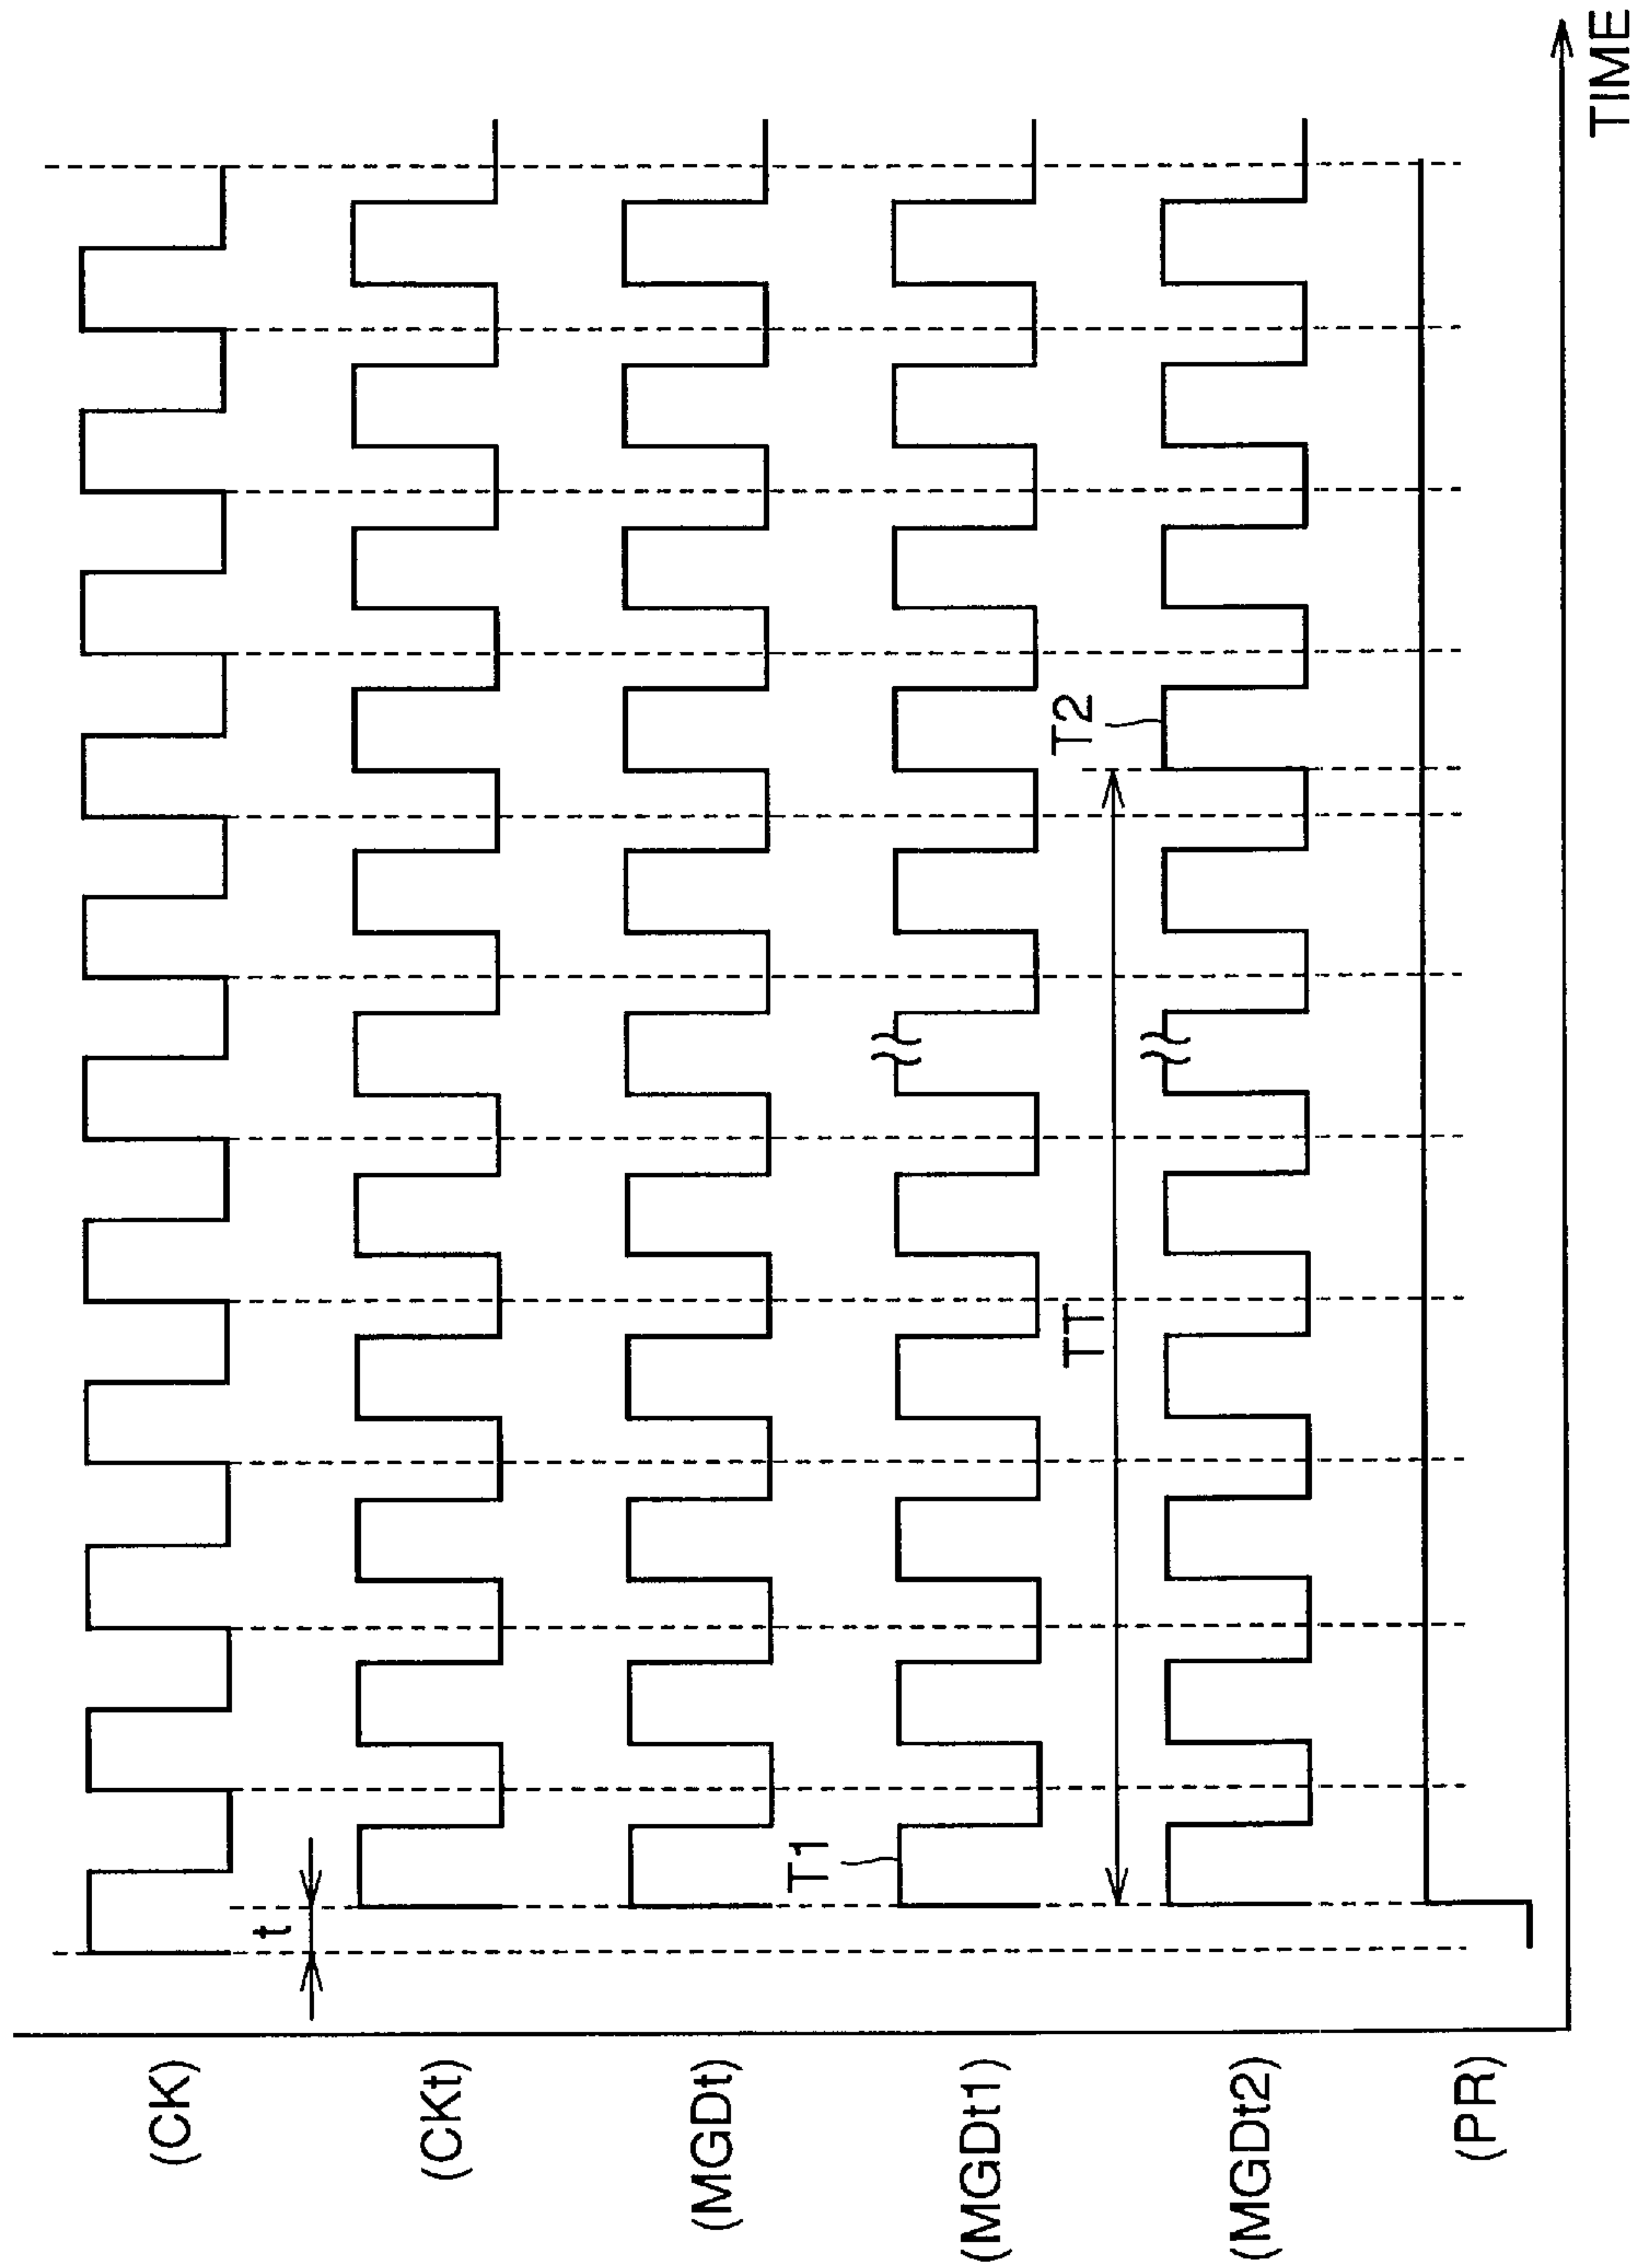 (CK)
t
(CKt)
(MGDt)
T1
(MGDt1)
TT
T2
(MGDt2)
(PR)
TIME